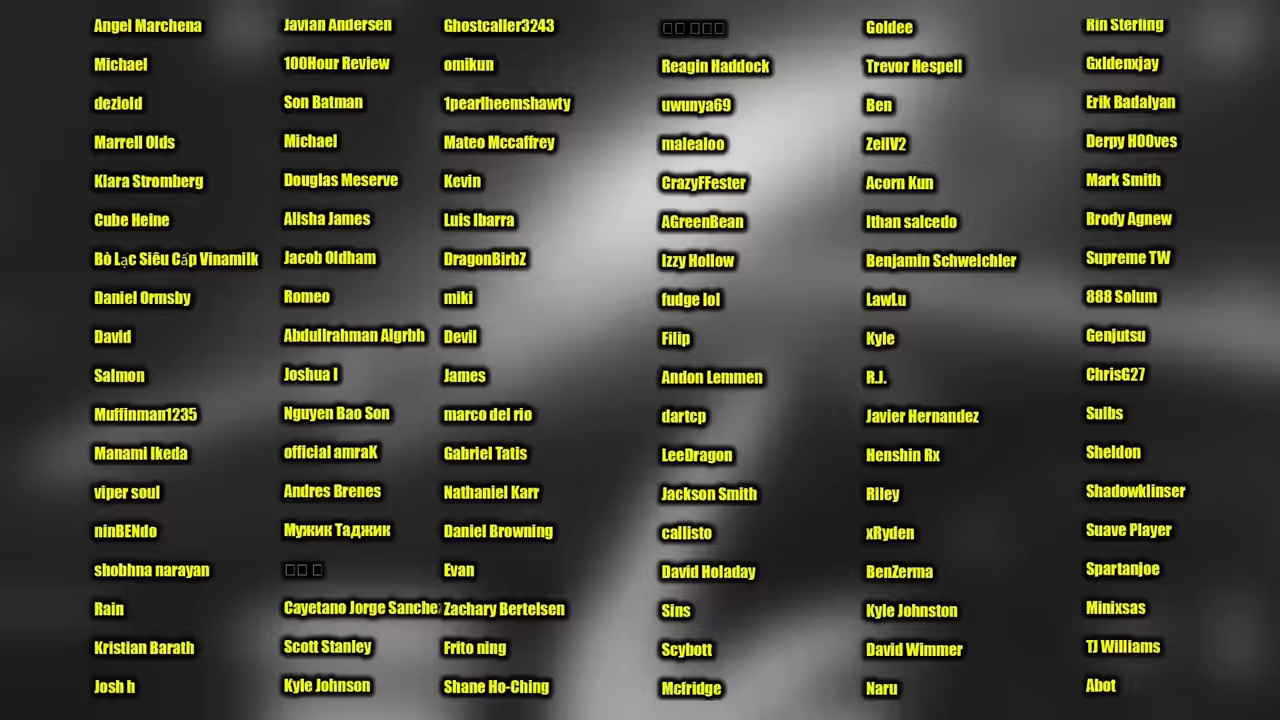 Angel Marchena
Michael
deziold
Marrell Olds
Klara Stromberg
Cube Heine
Bò Lạc Siêu Cấp Vinamilk
Daniel Ormsby
David
Salmon
Muffinman1235
Manami Ikeda
viper soul
ninBENdo
shobhna narayan
Rain
Kristian Barath
Josh h
Javian Andersen
100Hour Review
Son Batman
Michael
Douglas Meserve
Alisha James
Jacob Oldham
Romeo
Abdullrahman Algrbh
Joshua I
Nguyen Bao Son
official amraK
Andres Brenes
Мужик Таджик
Cayetano Jorge Sanchez
Scott Stanley
Kyle Johnson
Ghostcaller3243
omikun
1pearlheemshawty
Mateo Mccaffrey
Kevin
Luis Ibarra
DragonBirbZ
miki
Devil
James
marco del rio
Gabriel Tatis
Nathaniel Karr
Daniel Browning
Evan
Zachary Bertelsen
Frito ning
Shane Ho-Ching
Reagin Haddock
uwunya69
malealoo
CrazyFFester
AGreenBean
Izzy Hollow
fudge lol
Filip
Andon Lemmen
dartcp
LeeDragon
Jackson Smith
callisto
David Holaday
Sins
Scybott
Mcfridge
Goldee
Trevor Hespell
Ben
ZellV2
Acorn Kun
Ithan salcedo
Benjamin Schweichler
LawLu
Kyle
R.J.
Javier Hernandez
Henshin Rx
Riley
xRyden
BenZerma
Kyle Johnston
David Wimmer
Naru
Rin Sterling
Gxldenxjay
Erik Badalyan
Derpy HOOves
Mark Smith
Brody Agnew
Supreme TW
888 Solum
Genjutsu
ChrisG27
Sulbs
Sheldon
Shadowklinser
Suave Player
Spartanjoe
Minixsas
TJ Williams
Abot